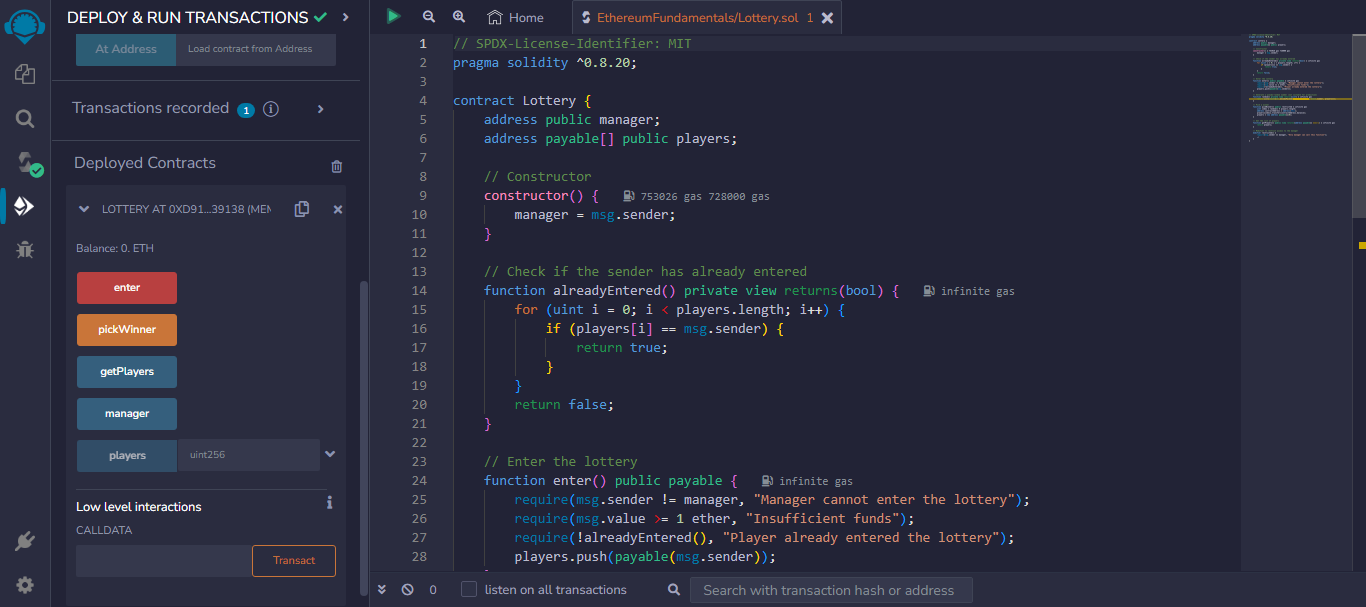 DEPLOY & RUN TRANSACTIONS
At Address
Load contract from Address
Transactions recorded 1 i
Deployed Contracts
LOTTERY AT 0XD91...39138 (MEM
Balance: 0. ETH
enter
pickWinner
getPlayers
manager
players
uint256
Low level interactions
i
CALLDATA
Transact
Home
EthereumFundamentals/Lottery.sol 1
1 // SPDX-License-Identifier: MIT
2 pragma solidity ^0.8.20;
3
4 contract Lottery {
5 address public manager;
6 address payable[] public players;
7
8 // Constructor
9 constructor() { 753026 gas 728000 gas
10 manager = msg.sender;
11 }
12
13 // Check if the sender has already entered
14 function alreadyEntered() private view returns(bool) { infinite gas
15 for (uint i = 0; i < players.length; i++) {
16 if (players[i] == msg.sender) {
17 return true;
18 }
19 }
20 return false;
21 }
22
23 // Enter the lottery
24 function enter() public payable { infinite gas
25 require(msg.sender != manager, "Manager cannot enter the lottery");
26 require(msg.value >= 1 ether, "Insufficient funds");
27 require(!alreadyEntered(), "Player already entered the lottery");
28 players.push(payable(msg.sender));
0
listen on all transactions
Search with transaction hash or address